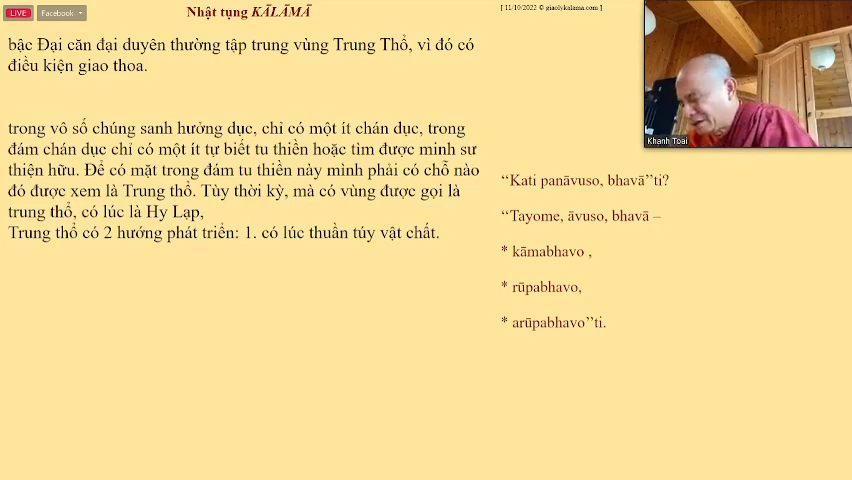 LIVE Facebook
Nhật tụng KĀLĀMĀ
[ 11/10/2022 © giaolykalama.com ]
bậc Đại căn đại duyên thường tập trung vùng Trung Thổ, vì đó có
điều kiện giao thoa.
trong vô số chúng sanh hưởng dục, chỉ có một ít chán dục, trong
đám chán dục chỉ có một ít tự biết tu thiền hoặc tìm được minh sư
thiện hữu. Để có mặt trong đám tu thiền này mình phải có chỗ nào
đó được xem là Trung thổ. Tùy thời kỳ, mà có vùng được gọi là
trung thổ, có lúc là Hy Lạp,
Trung thổ có 2 hướng phát triển: 1. có lúc thuần túy vật chất.
Khanh Toai
“Kati panāvuso, bhavā”ti?
“Tayome, āvuso, bhavā –
* kāmabhavo ,
* rūpabhavo,
* arūpabhavo”ti.